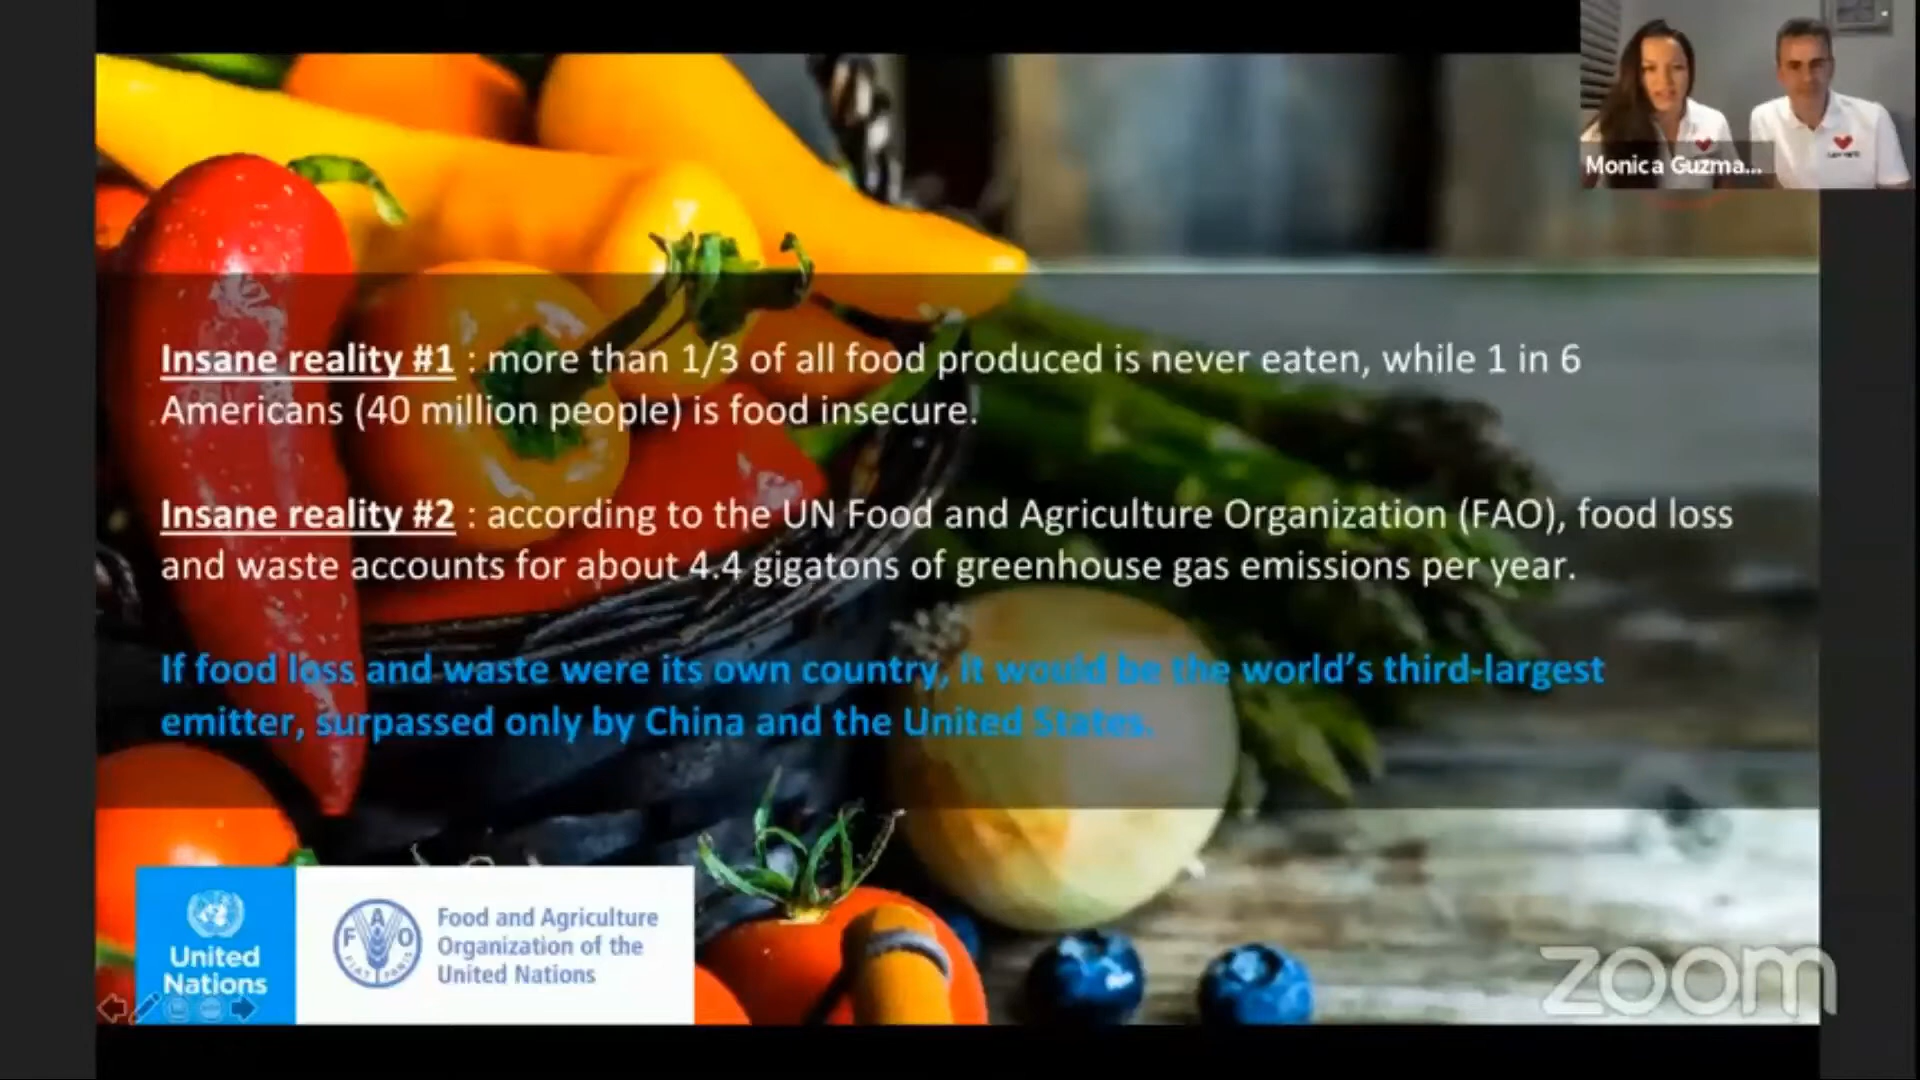 Monica Guzma...
Insane reality #1 : more than 1/3 of all food produced is never eaten, while 1 in 6
Americans (40 million people) is food insecure.
Insane reality #2 : according to the UN Food and Agriculture Organization (FAO), food loss
and waste accounts for about 4.4 gigatons of greenhouse gas emissions per year.
If food loss and waste were its own country, it would be the world’s third-largest
emitter, surpassed only by China and the United States.
United
Nations
F A O
FIAT PANIS
Food and Agriculture
Organization of the
United Nations
zoom